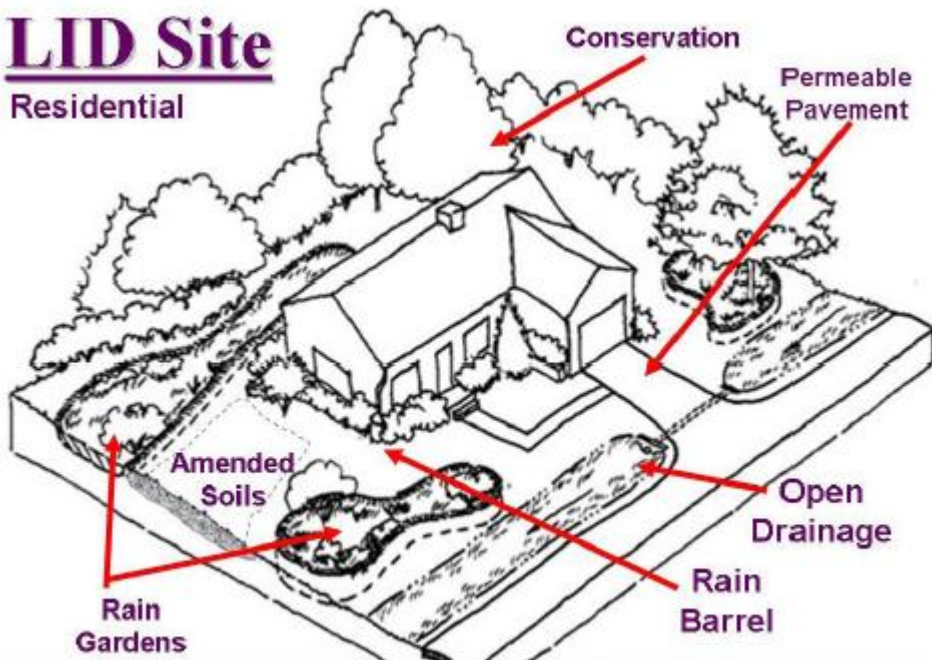 LID Site
Residential
Conservation
Permeable
Pavement
Amended
Soils
Open
Drainage
Rain
Barrel
Rain
Gardens